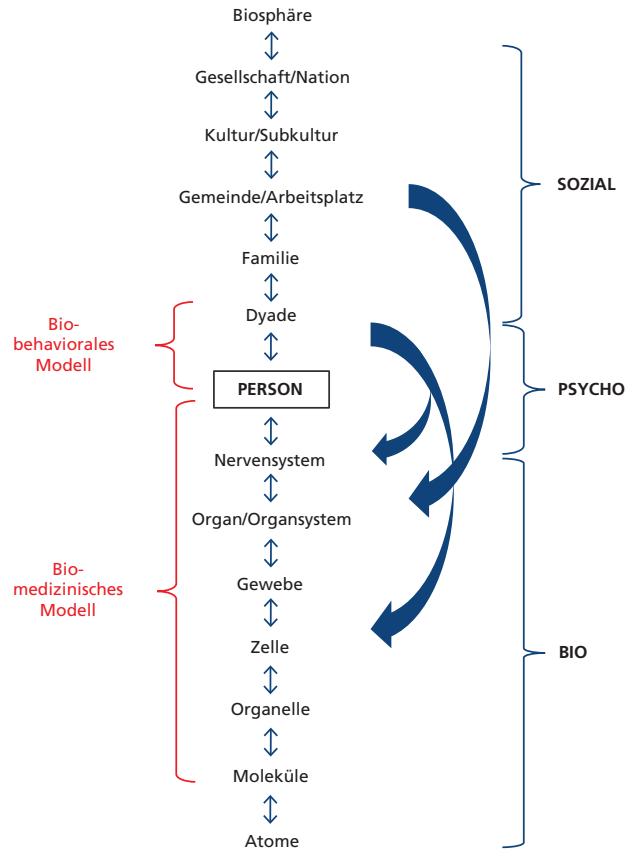 Biosphäre
Gesellschaft/Nation
Kultur/Subkultur
Gemeinde/Arbeitsplatz
SOZIAL
Familie
Dyade
Bio-
behaviorales
Modell
PERSON
PSYCHO
Nervensystem
Organ/Organsystem
Bio-
medizinisches
Modell
Gewebe
Zelle
BIO
Organelle
Moleküle
Atome